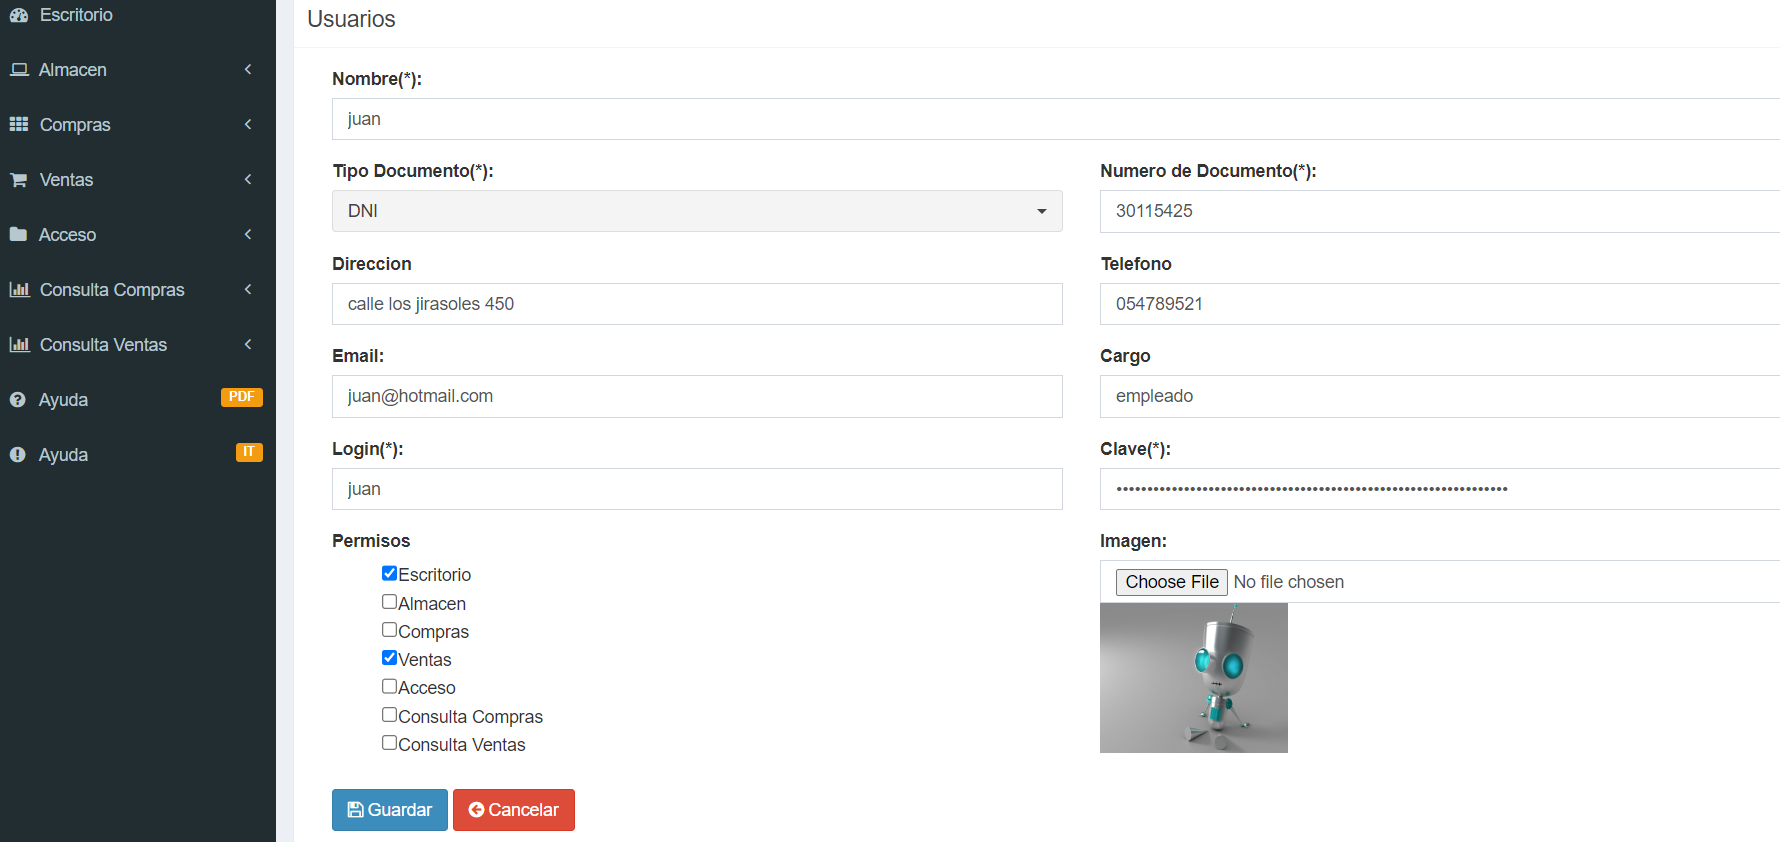 Escritorio
Almacen
Compras
Ventas
Acceso
Consulta Compras
Consulta Ventas
Ayuda PDF
Ayuda IT
Usuarios
Nombre(*):
juan
Tipo Documento(*):
DNI
Numero de Documento(*):
30115425
Direccion
calle los jirasoles 450
Telefono
054789521
Email:
juan@hotmail.com
Cargo
empleado
Login(*):
juan
Clave(*):
Permisos
Escritorio
Almacen
Compras
Ventas
Acceso
Consulta Compras
Consulta Ventas
Imagen:
Choose File No file chosen
Guardar
Cancelar